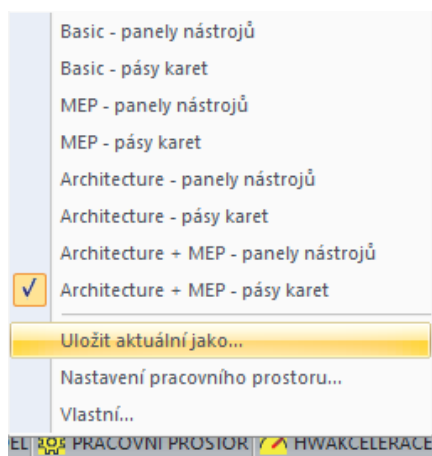 Basic - panely nástrojů
Basic - pásy karet
MEP - panely nástrojů
MEP - pásy karet
Architecture - panely nástrojů
Architecture - pásy karet
Architecture + MEP - panely nástrojů
Architecture + MEP - pásy karet
Uložit aktuální jako...
Nastavení pracovního prostoru...
Vlastní...
EL PRACOVNÍ PROSTOR HWAKCELERACE